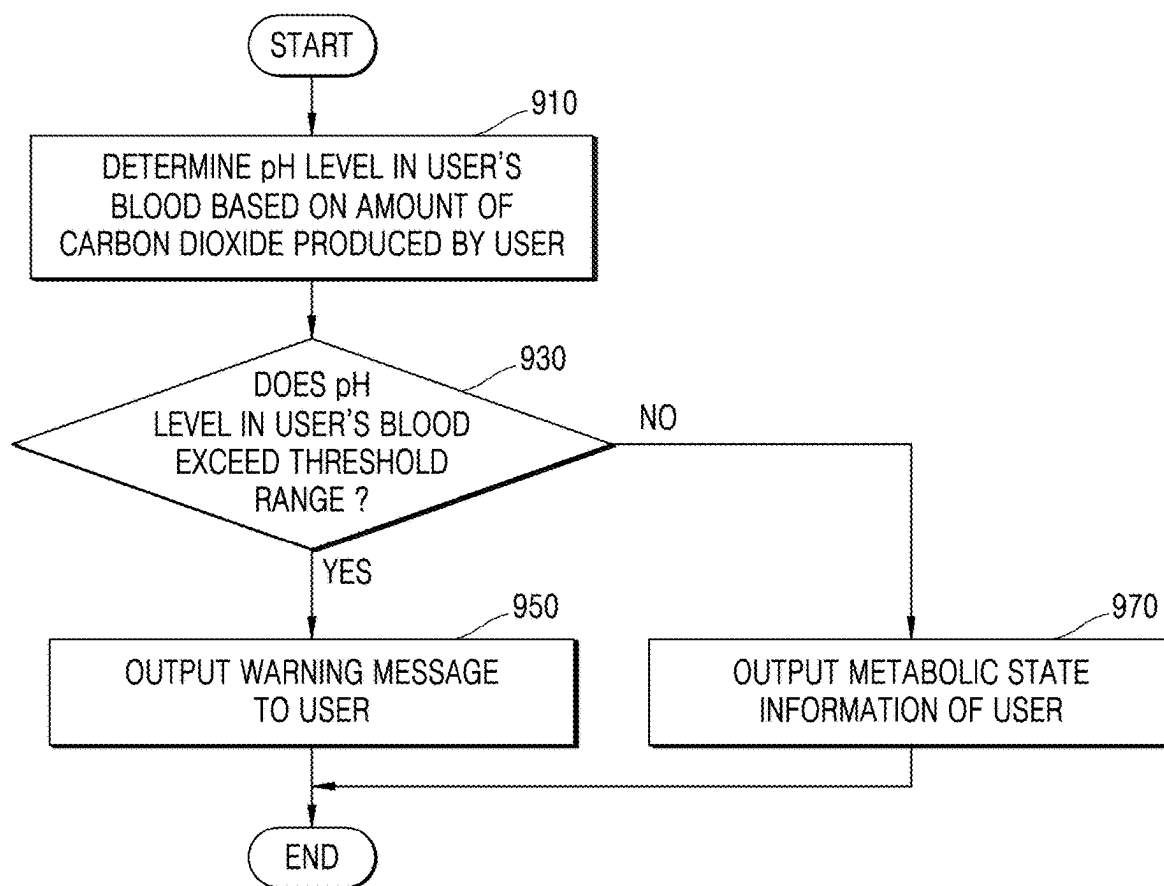 START
910
DETERMINE pH LEVEL IN USER'S
BLOOD BASED ON AMOUNT OF
CARBON DIOXIDE PRODUCED BY USER
930
DOES pH
LEVEL IN USER'S BLOOD
EXCEED THRESHOLD
RANGE ?
NO
YES
950
OUTPUT WARNING MESSAGE
TO USER
970
OUTPUT METABOLIC STATE
INFORMATION OF USER
END